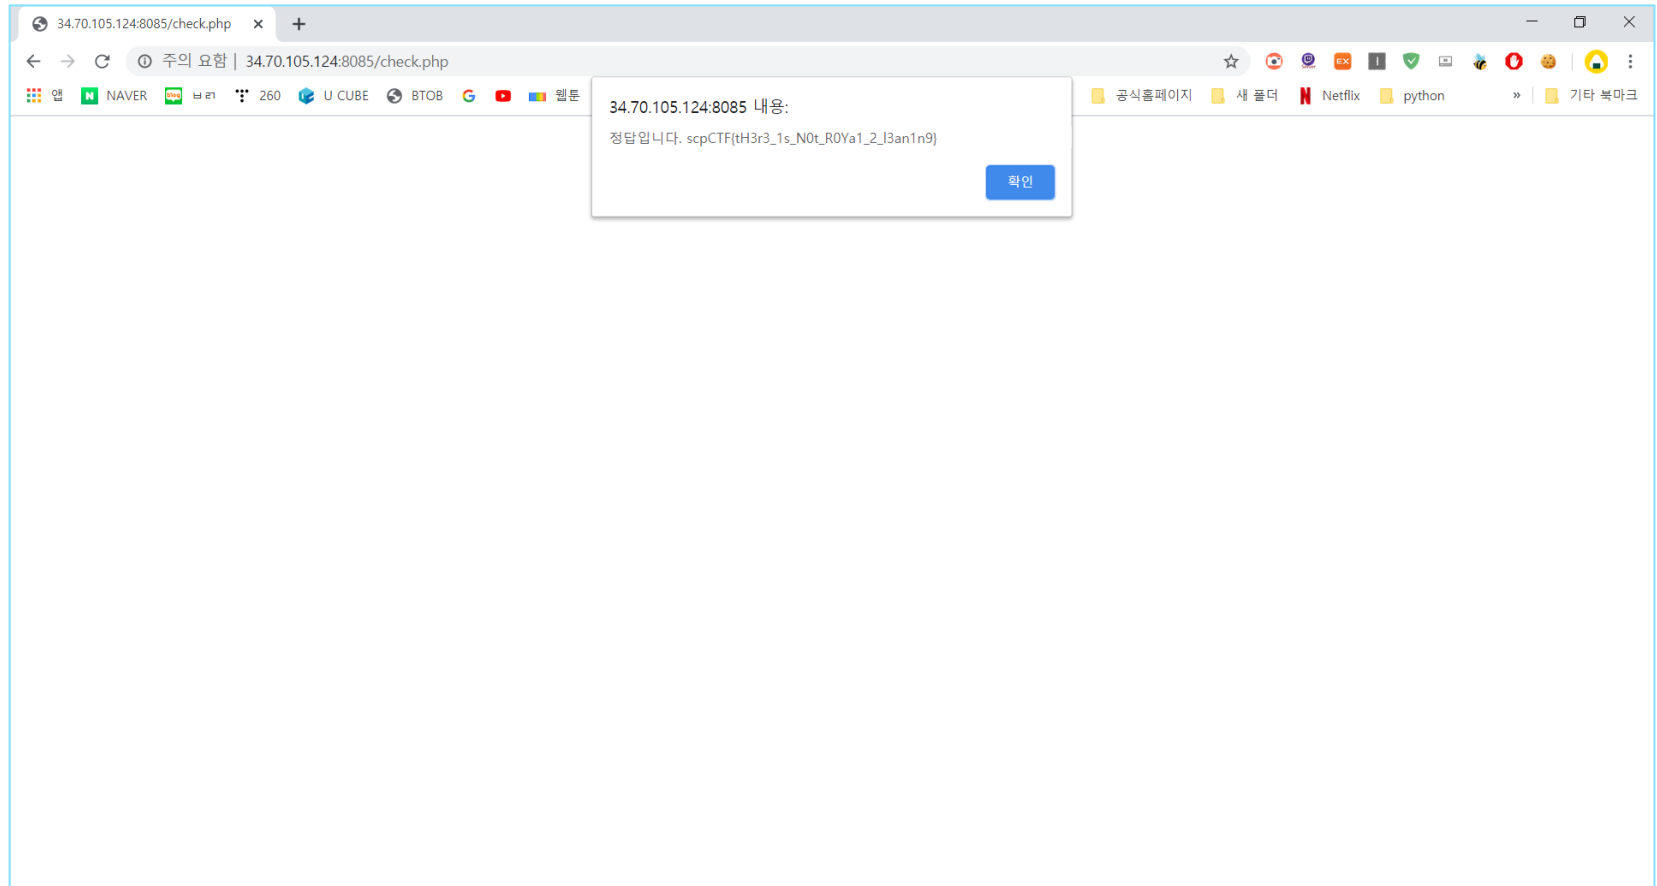 34.70.105.124:8085/check.php
주의 요함 | 34.70.105.124:8085/check.php
앱 NAVER blog ㅂㄹ 260 U CUBE BTOB 웹툰 공식홈페이지 새 폴더 Netflix python » 기타 북마크
34.70.105.124:8085 내용:
정답입니다. scpCTF{tH3r3_1s_N0t_R0Ya1_2_l3an1n9}
확인